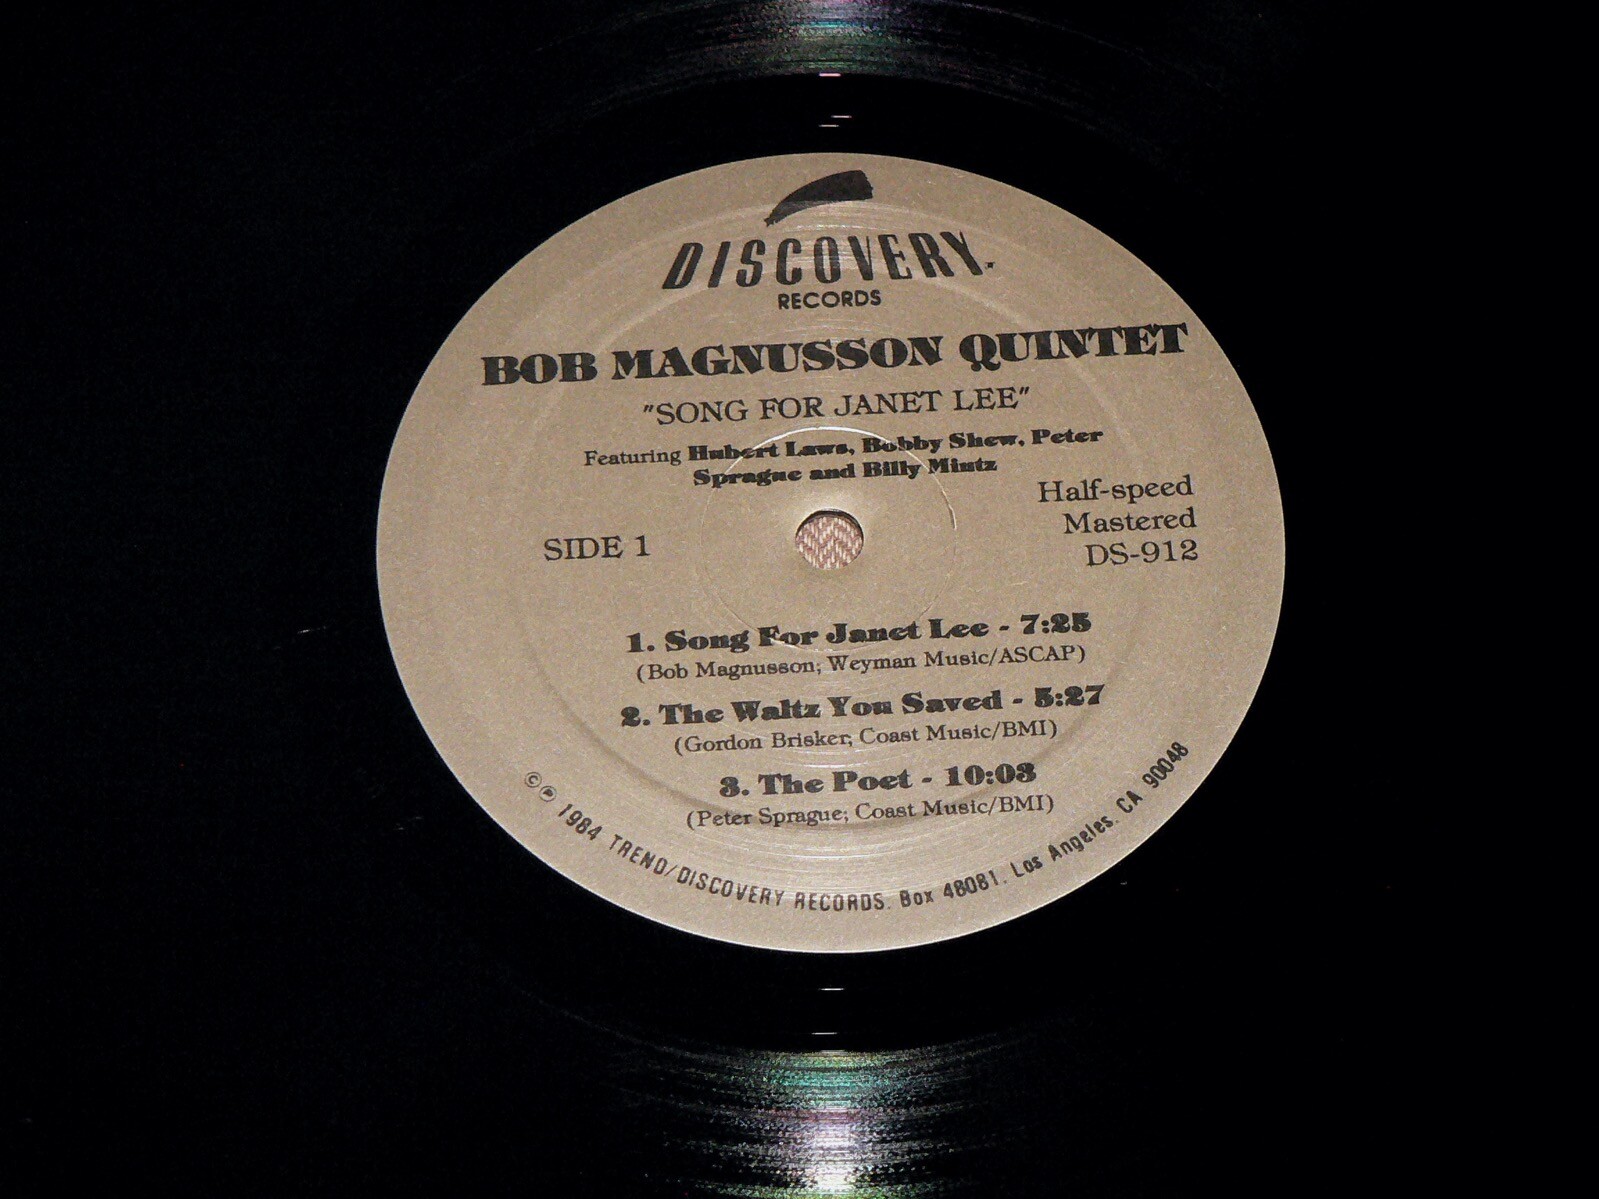 DISCOVERY
RECORDS
BOB MAGNUSSON QUINTET
"SONG FOR JANET LEE"
Featuring Hubert Laws, Bobby Shew, Peter
Sprague and Billy Mintz
Half-speed
Mastered
SIDE 1
DS-912
1. Song For Janet Lee - 7:25
(Bob Magnusson; Weyman Music/ASCAP)
2. The Waltz You Saved - 5:27
(Gordon Brisker; Coast Music/BMI)
3. The Poet - 10:03
(Peter Sprague; Coast Music/BMI)
©℗ 1984 TREND/DISCOVERY RECORDS. Box 48081. Los Angeles. CA 90048